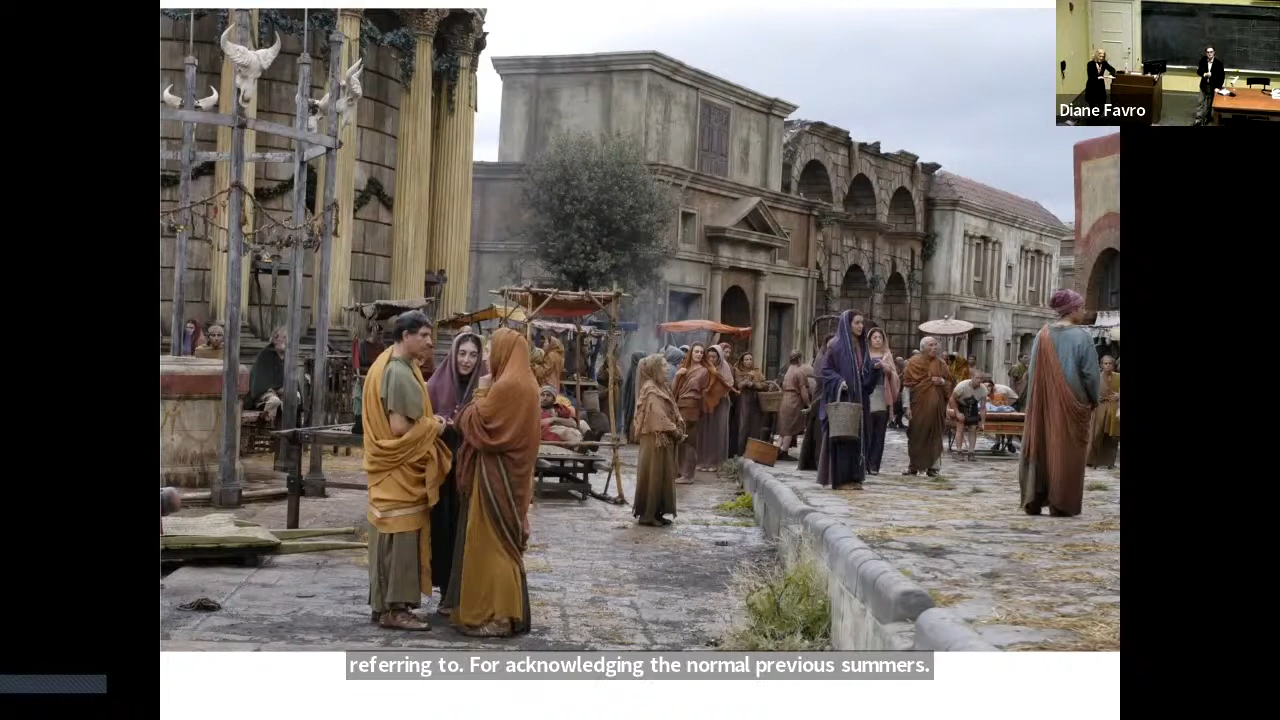 Diane Favro
referring to. For acknowledging the normal previous summers.